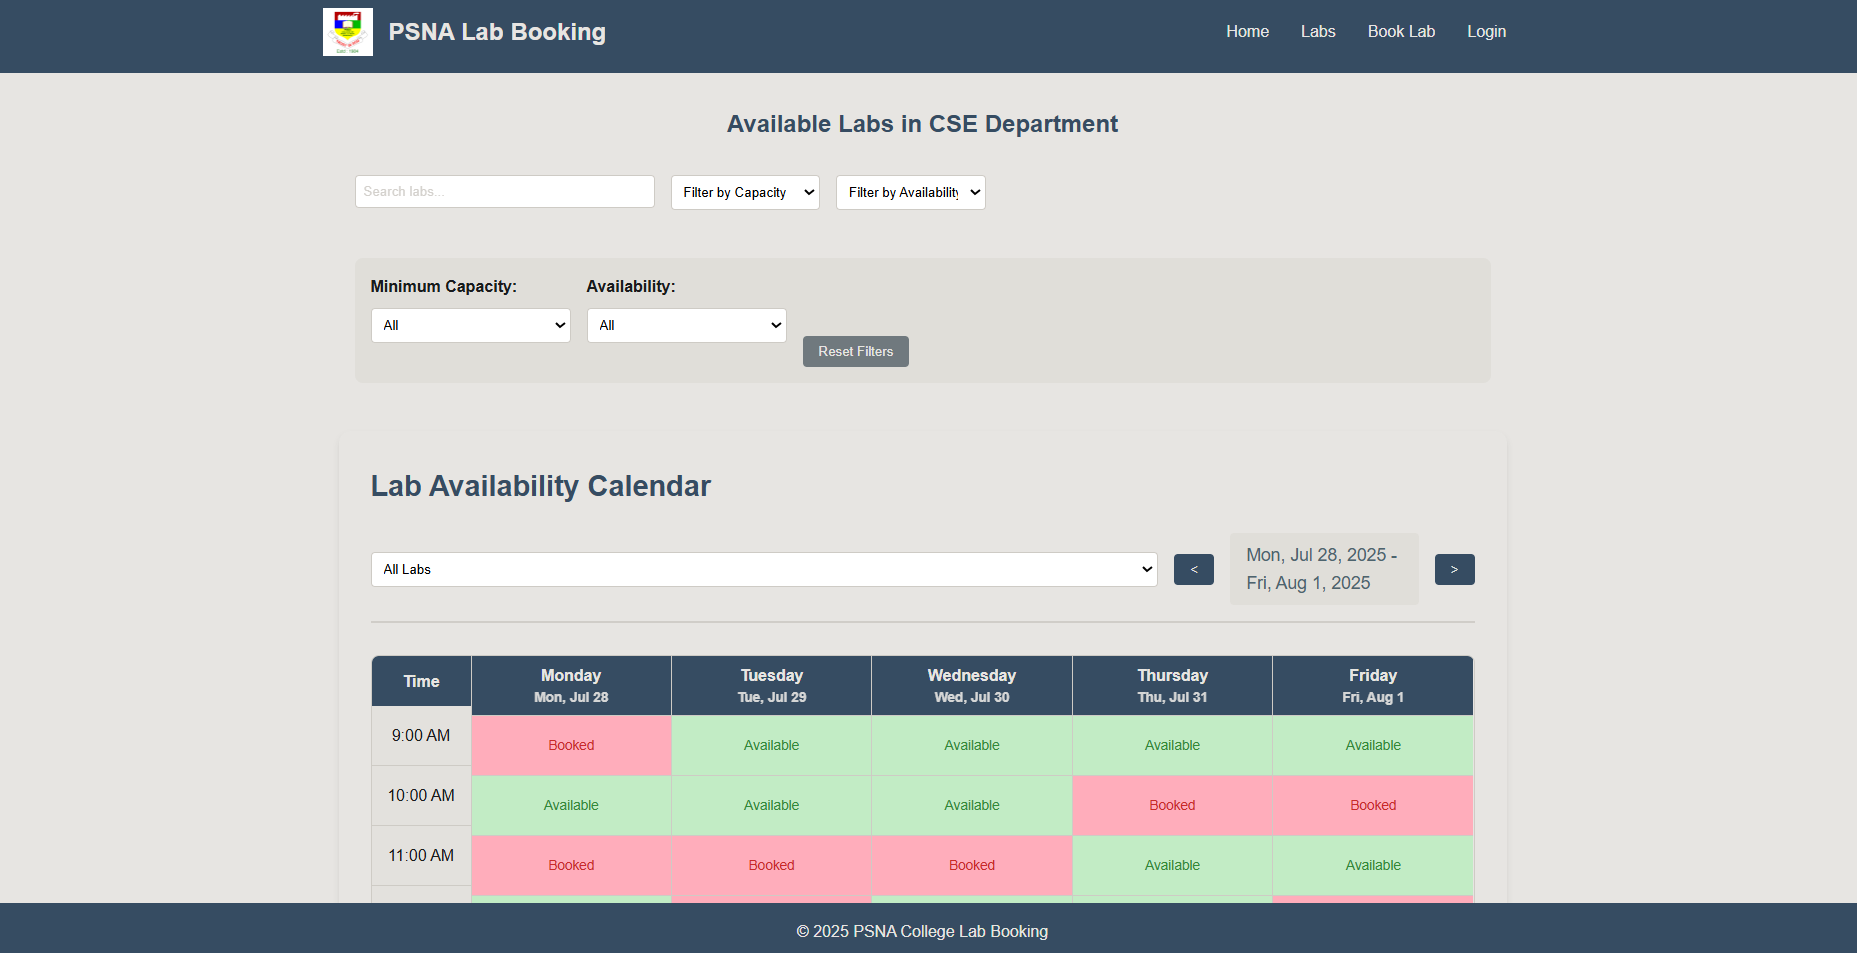 PSNA Lab Booking
Home Labs Book Lab Login
Available Labs in CSE Department
Search labs...
Filter by Capacity
Filter by Availability
Minimum Capacity:
Availability:
All
All
Reset Filters
Lab Availability Calendar
All Labs
<
Mon, Jul 28, 2025 -
Fri, Aug 1, 2025
>
Time Monday Tuesday Wednesday Thursday Friday
Mon, Jul 28 Tue, Jul 29 Wed, Jul 30 Thu, Jul 31 Fri, Aug 1
9:00 AM Booked Available Available Available Available
10:00 AM Available Available Available Booked Booked
11:00 AM Booked Booked Booked Available Available
© 2025 PSNA College Lab Booking